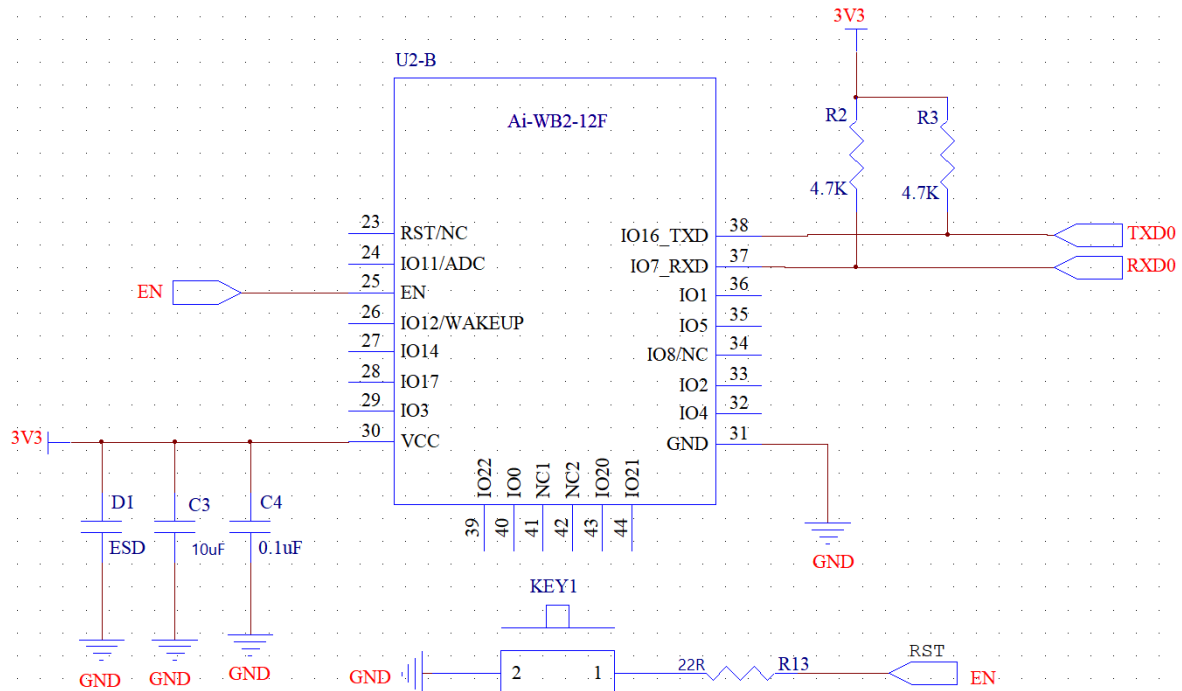 3V3
U2-B
Ai-WB2-12F
R2
R3
4.7K
4.7K
23 RST/NC
24 IO11/ADC
EN
25 EN
26 IO12/WAKEUP
27 IO14
28 IO17
29 IO3
3V3
30 VCC
IO16_TXD 38
TXD0
IO7_RXD 37
RXD0
IO1 36
IO5 35
IO8/NC 34
IO2 33
IO4 32
GND 31
IO22
IO0
NC1
NC2
IO20
IO21
39
40
41
42
43
44
D1
ESD
C3
10uF
C4
0.1uF
GND
GND
GND
GND
KEY1
GND
2
1
22R
R13
RST
EN